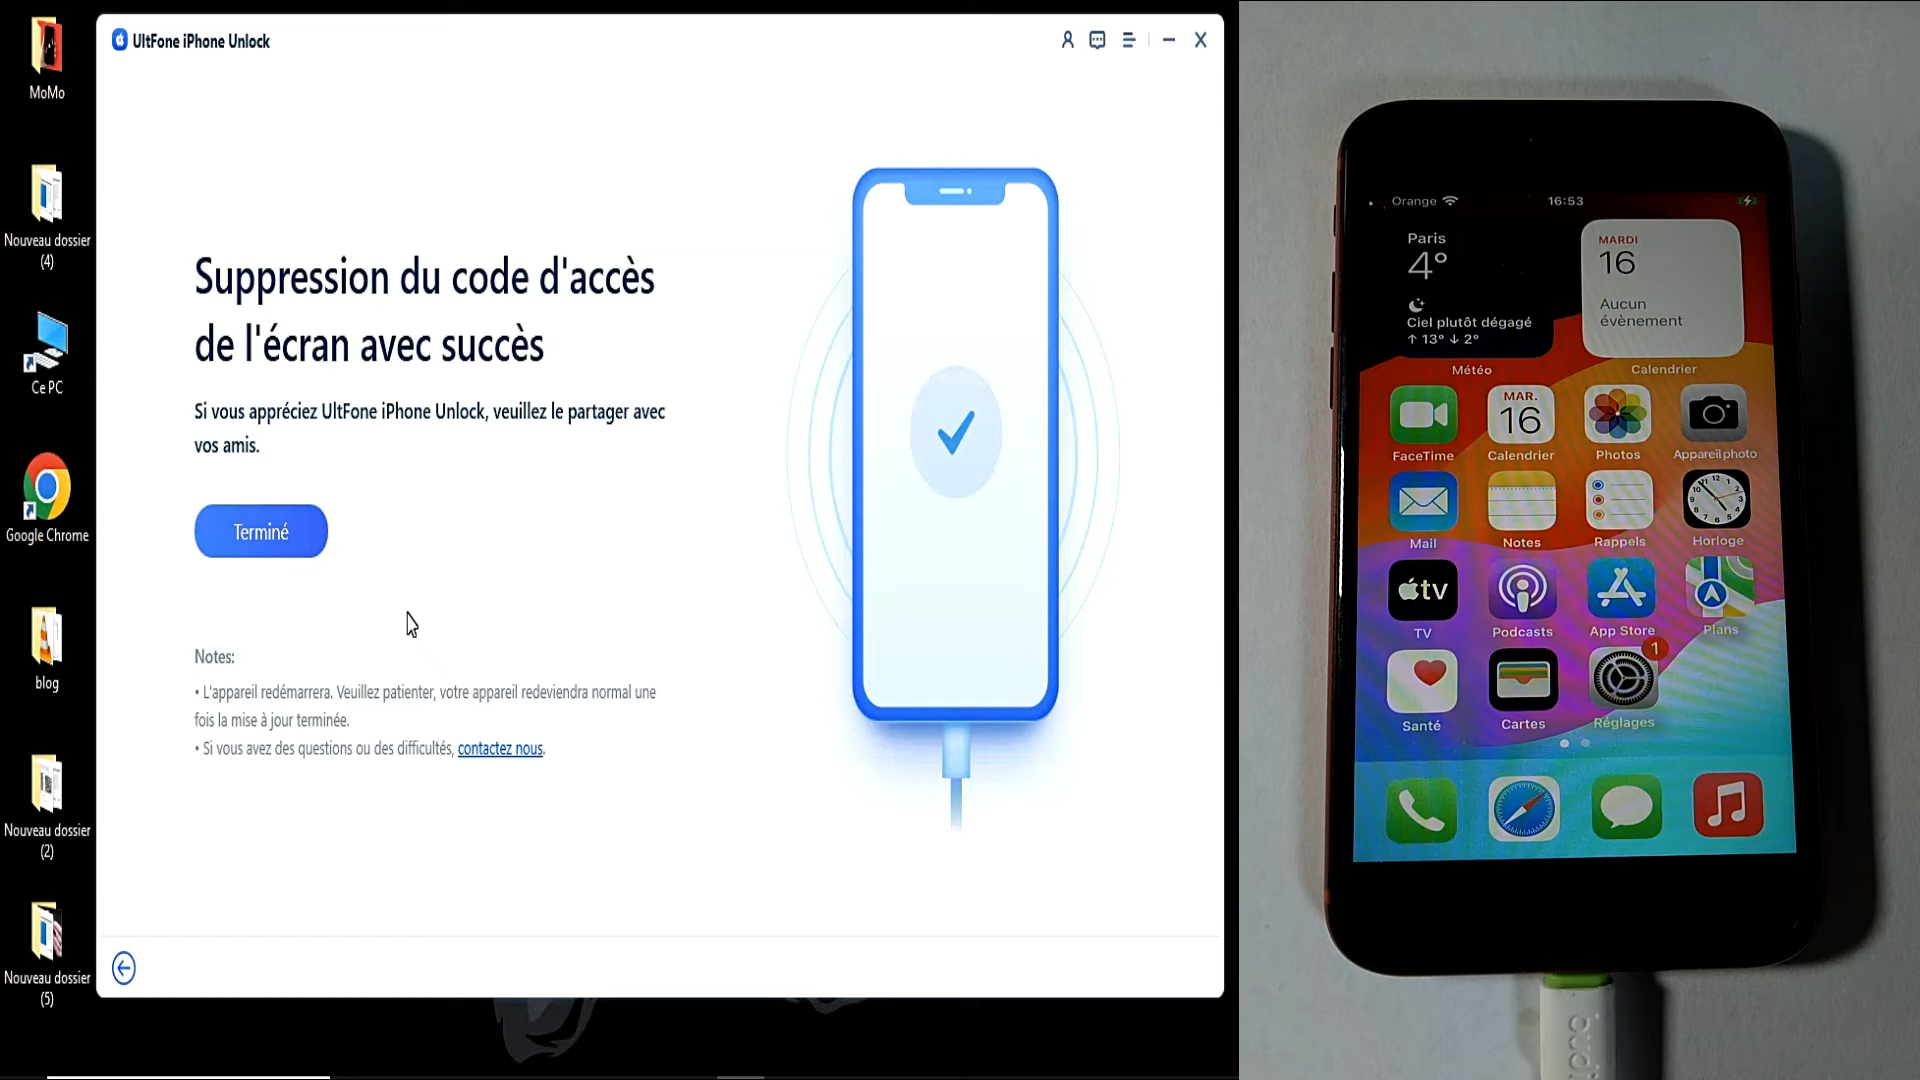 MoMo
Nouveau dossier
(4)
Ce PC
Google Chrome
blog
Nouveau dossier
(2)
Nouveau dossier
(5)
UltFone iPhone Unlock
Suppression du code d'accès
de l'écran avec succès
Si vous appréciez UltFone iPhone Unlock, veuillez le partager avec
vos amis.
Terminé
Notes:
• L'appareil redémarrera. Veuillez patienter, votre appareil redeviendra normal une
fois la mise à jour terminée.
• Si vous avez des questions ou des difficultés, contactez nous.
Orange 16:53
Paris
4°
Ciel plutôt dégagé
↑ 13° ↓ 2°
Météo
MARDI
16
Aucun
évènement
Calendrier
MAR.
16
FaceTime Calendrier Photos Appareil photo
12
Mail Notes Rappels Horloge
tv
TV Podcasts App Store Plans
1
Santé Cartes Réglages